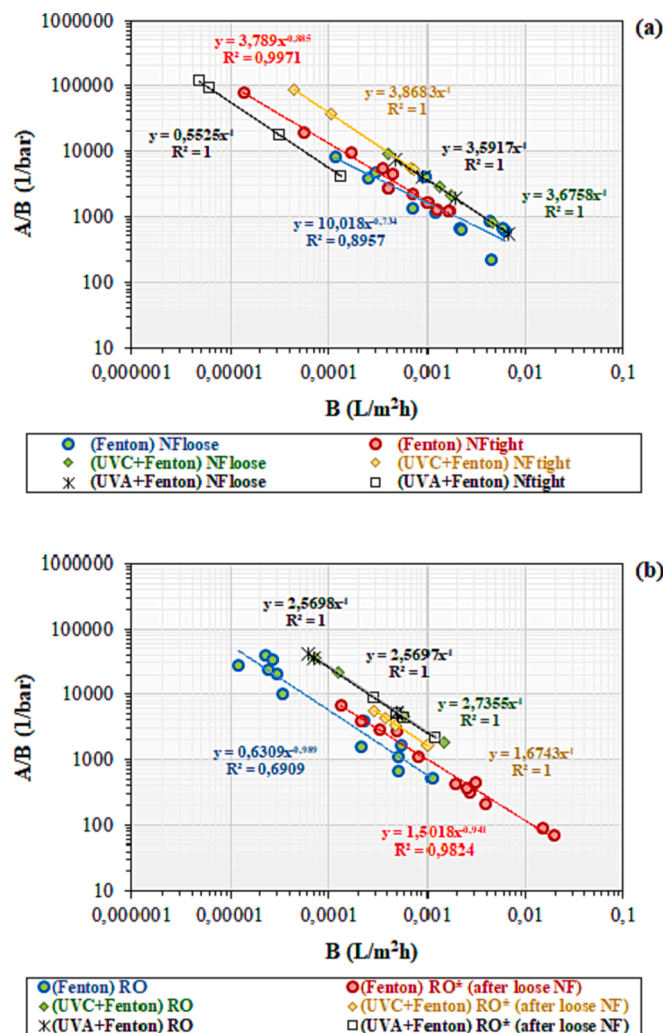 (a)
1000000
y = 3,789x^-0.885
R² = 0,9971
100000
y = 3,8683x^-1
R² = 1
y = 0,5525x^-1
R² = 1
y = 3,5917x^-1
R² = 1
10000
A/B (1/bar)
1000
y = 3,6758x^-1
R² = 1
y = 10,018x^-0.734
R² = 0,8957
100
10
0,000001 0,00001 0,0001 0,001 0,01 0,1
B (L/m²h)
(Fenton) NFloose (Fenton) NFtight
(UVC+Fenton) NFloose (UVC+Fenton) NFtight
(UVA+Fenton) NFloose (UVA+Fenton) Nftight
(b)
1000000
y = 2,5698x^-1
R² = 1
100000
y = 2,5697x^-1
R² = 1
10000
A/B (1/bar)
y = 2,7355x^-1
R² = 1
1000
y = 0,6309x^-0.989
R² = 0,6909
y = 1,6743x^-1
R² = 1
100
y = 1,5018x^-0.941
R² = 0,9824
10
0,000001 0,00001 0,0001 0,001 0,01 0,1
B (L/m²h)
(Fenton) RO (Fenton) RO* (after loose NF)
(UVC+Fenton) RO (UVC+Fenton) RO* (after loose NF)
(UVA+Fenton) RO (UVA+Fenton) RO* (after loose NF)